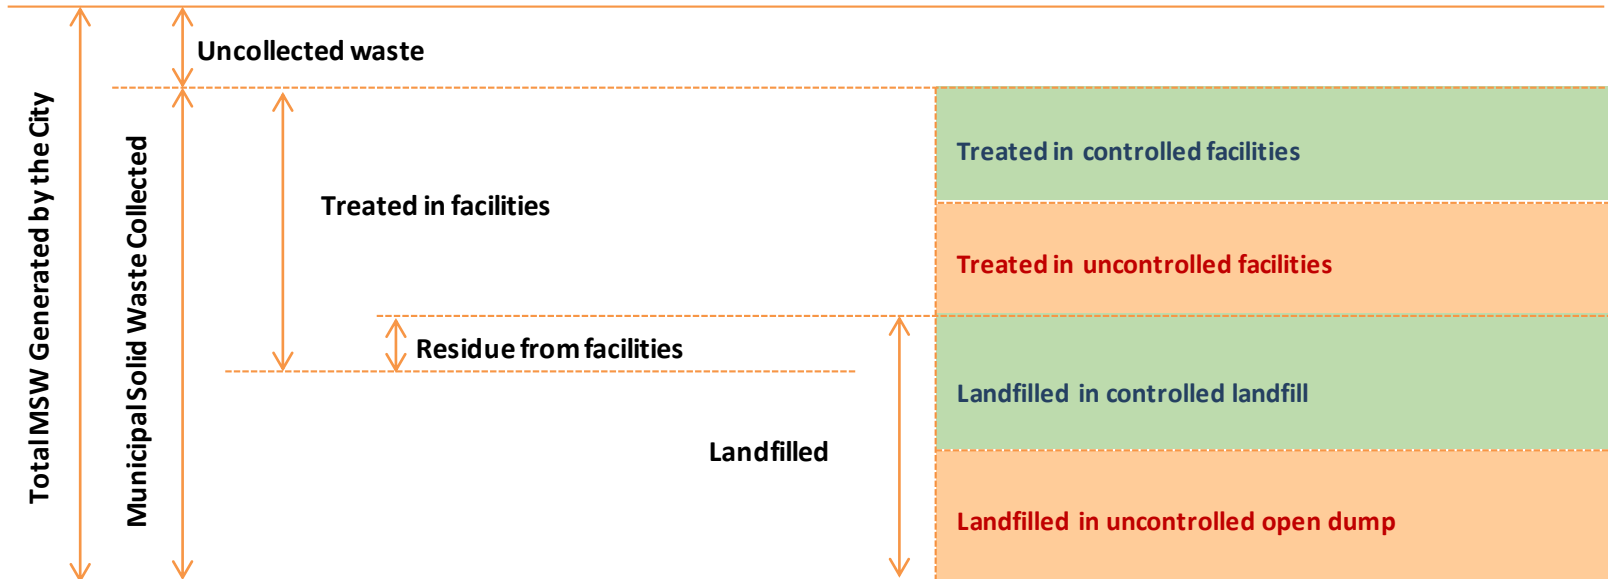 Total MSW Generated by the City
Municipal Solid Waste Collected
Uncollected waste
Treated in facilities
Residue from facilities
Landfilled
Treated in controlled facilities
Treated in uncontrolled facilities
Landfilled in controlled landfill
Landfilled in uncontrolled open dump